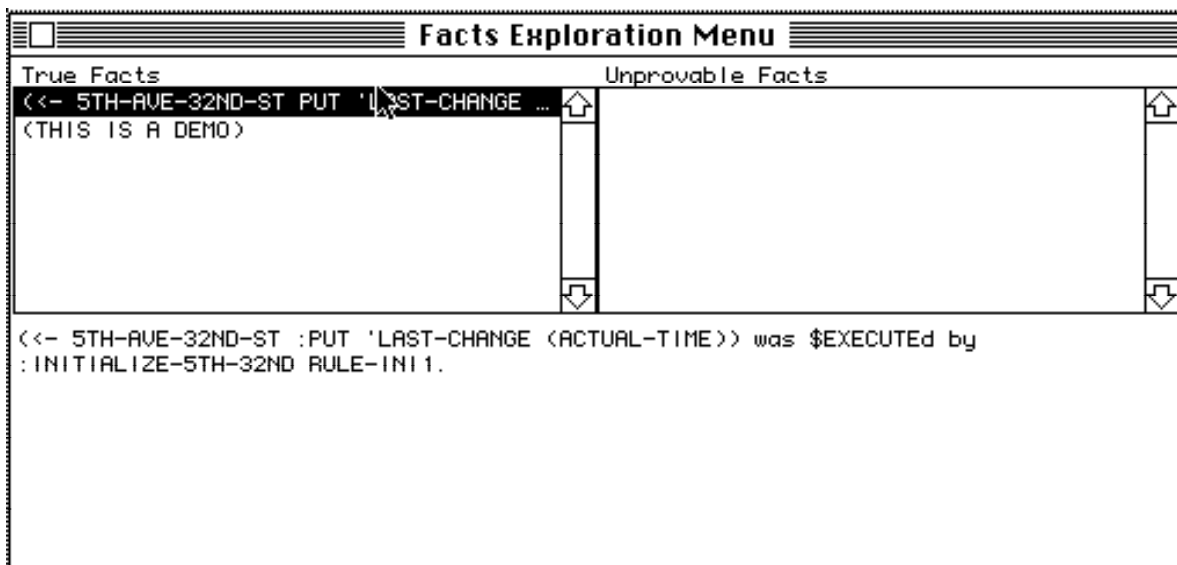 Facts Exploration Menu
True Facts
Unprovable Facts
(<- 5TH-AVE-32ND-ST PUT 'LAST-CHANGE ...
(THIS IS A DEMO)
(<- 5TH-AVE-32ND-ST :PUT 'LAST-CHANGE (ACTUAL-TIME)) was $EXECUTEd by
:INITIALIZE-5TH-32ND RULE-INI1.